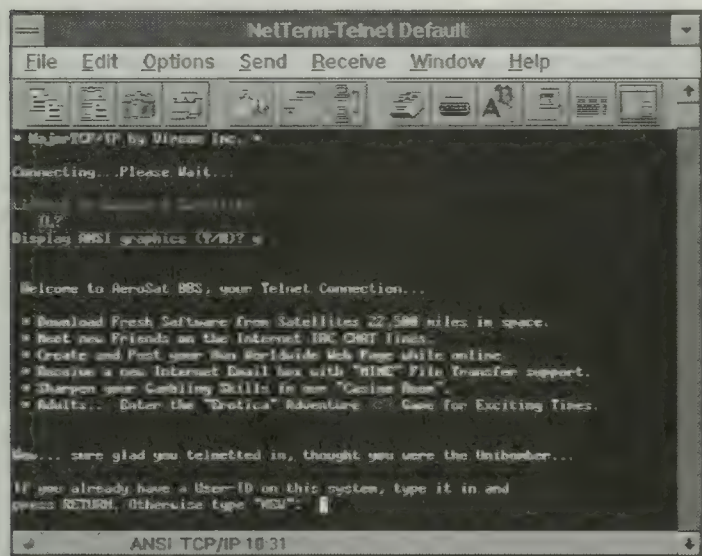 NetTerm-Telnet Default
File Edit Options Send Receive Window Help
* MajorTCP/IP by Vircom Inc. *
Connecting...Please Wait...
Display ANSI graphics (Y/N)?
Welcome to AeroSat BBS, your Telnet Connection...
* Download Fresh Software from Satellites 22,500 miles in space.
* Meet new Friends on the Internet IRC CHAT lines.
* Create and Post your Own Worldwide Web Page while online.
* Receive a new Internet Email box with "MIME" File Transfer support.
* Sharpen your Gambling Skills in our "Casino Room".
* Adults... Enter the "Erotica" Adventure Game for Exciting Times.
Wow... sure glad you telnetted in, thought you were the Unibomber...
If you already have a User-ID on this system, type it in and
press RETURN. Otherwise type "NEW":
ANSI TCP/IP 10:31